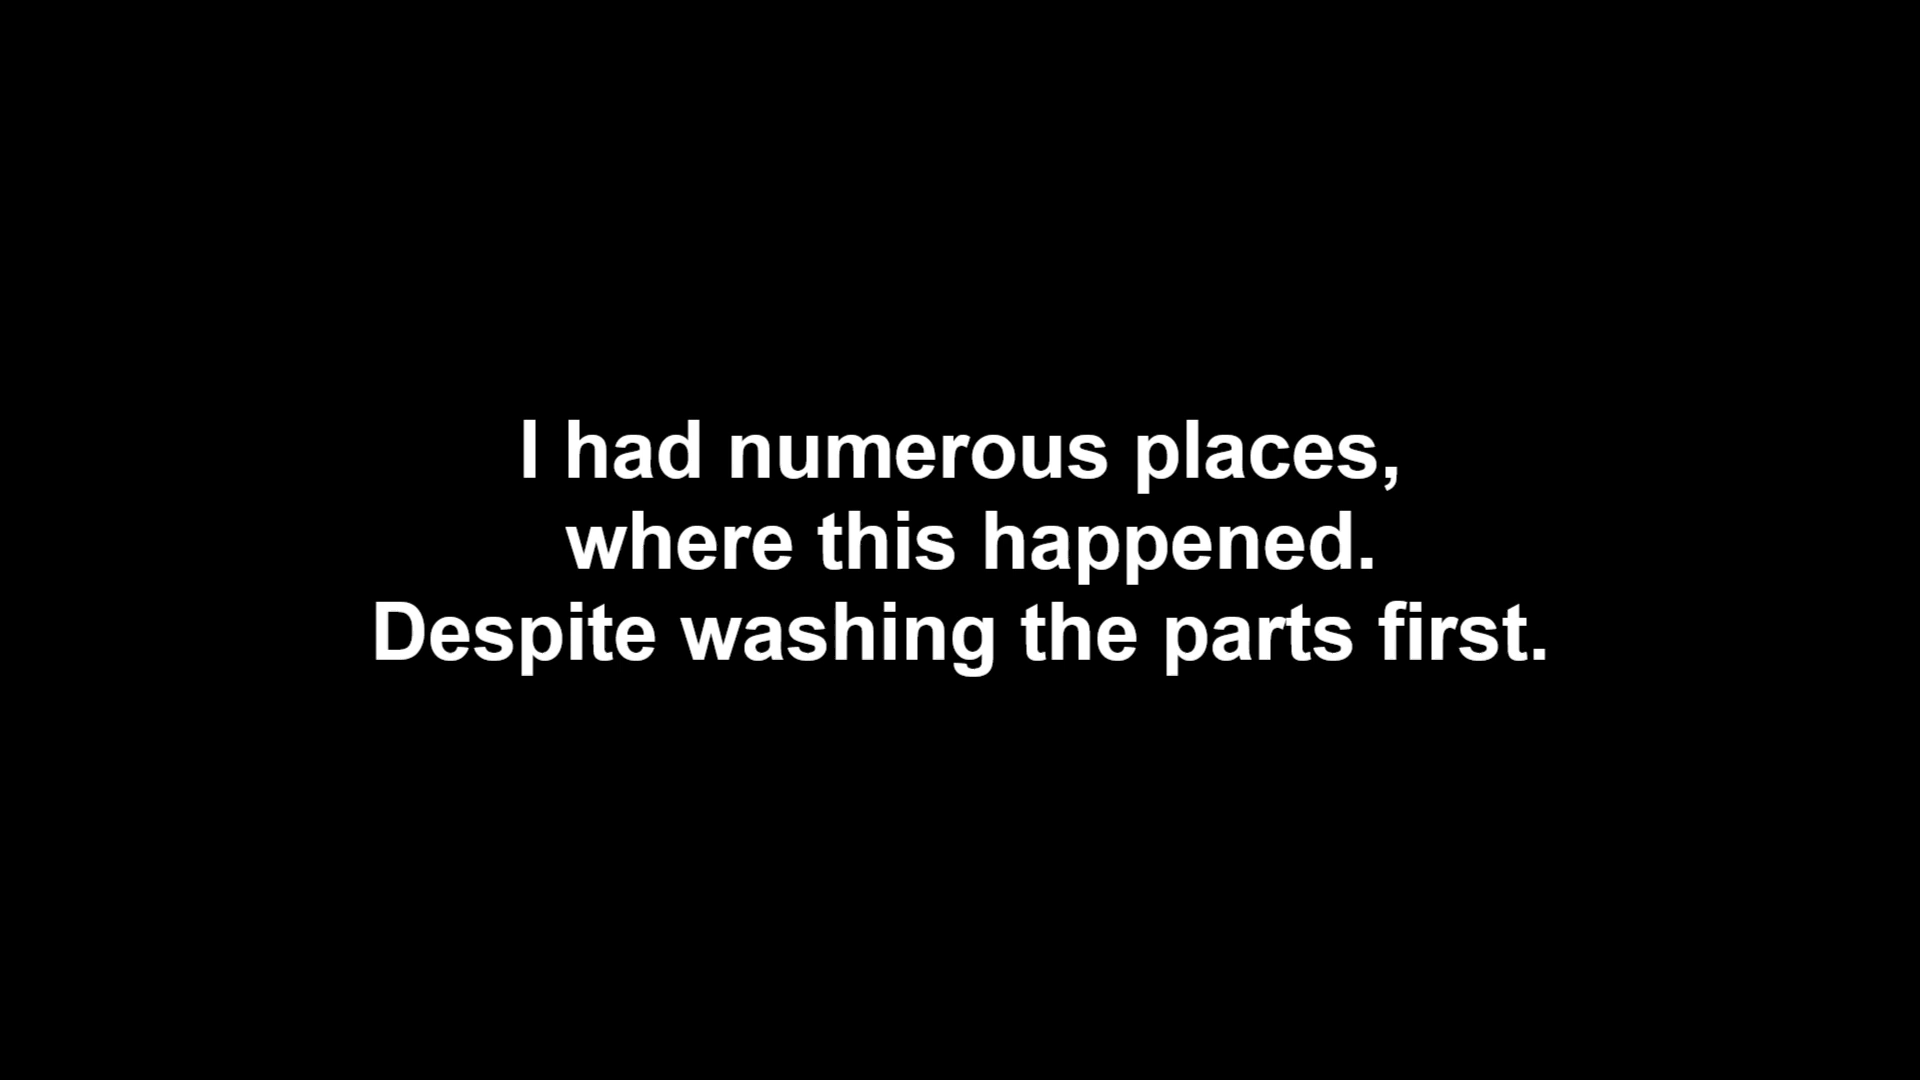 I had numerous places,
where this happened.
Despite washing the parts first.